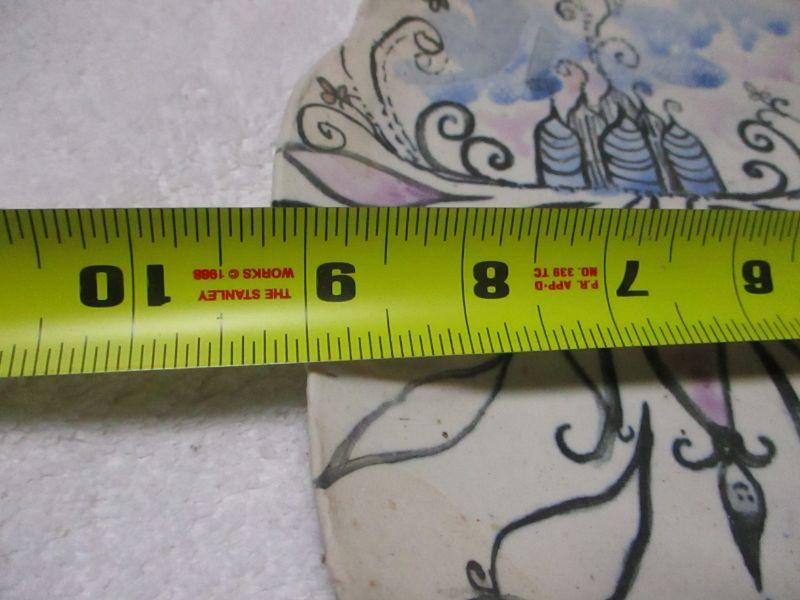 6
7
P.R. APP'D
NO. 339 TC
8
9
THE STANLEY
WORKS © 1988
10